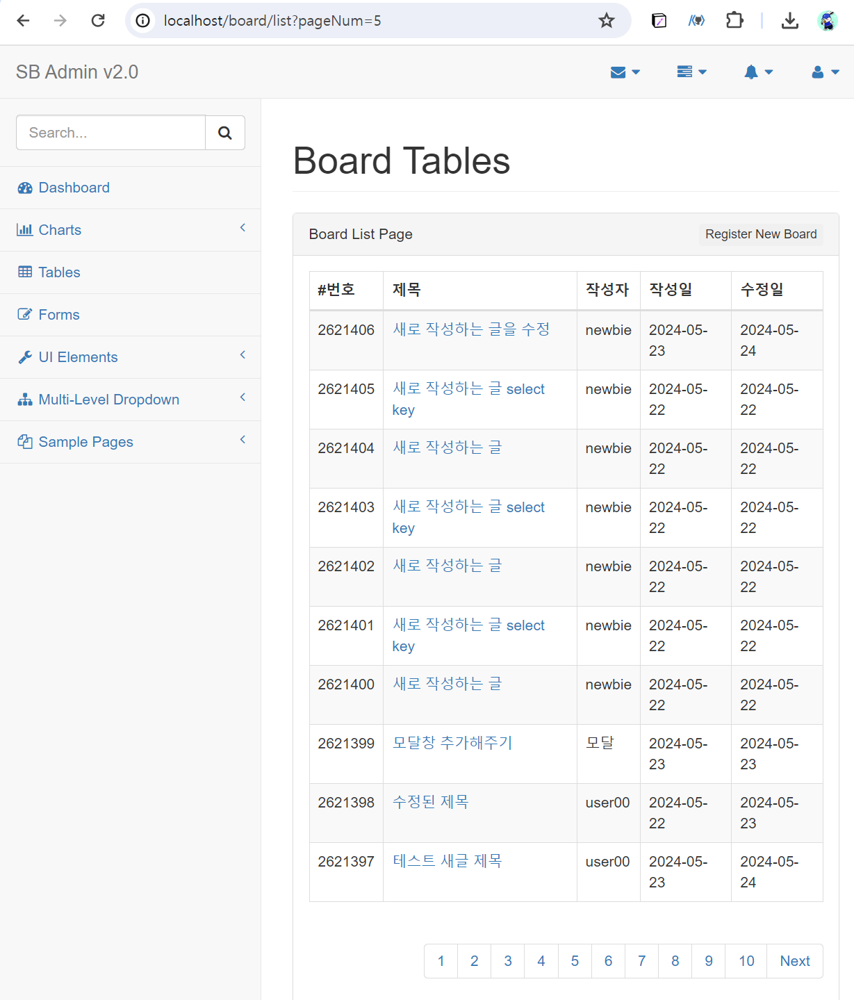 localhost/board/list?pageNum=5
SB Admin v2.0
Search...
Dashboard
Charts
Tables
Forms
UI Elements
Multi-Level Dropdown
Sample Pages
Board Tables
Board List Page Register New Board
#번호 제목 작성자 작성일 수정일
2621406 새로 작성하는 글을 수정 newbie 2024-05- 2024-05-
23 24
2621405 새로 작성하는 글 select newbie 2024-05- 2024-05-
key 22 22
2621404 새로 작성하는 글 newbie 2024-05- 2024-05-
22 22
2621403 새로 작성하는 글 select newbie 2024-05- 2024-05-
key 22 22
2621402 새로 작성하는 글 newbie 2024-05- 2024-05-
22 22
2621401 새로 작성하는 글 select newbie 2024-05- 2024-05-
key 22 22
2621400 새로 작성하는 글 newbie 2024-05- 2024-05-
22 22
2621399 모달창 추가해주기 모달 2024-05- 2024-05-
23 23
2621398 수정된 제목 user00 2024-05- 2024-05-
22 23
2621397 테스트 새글 제목 user00 2024-05- 2024-05-
23 24
1 2 3 4 5 6 7 8 9 10 Next